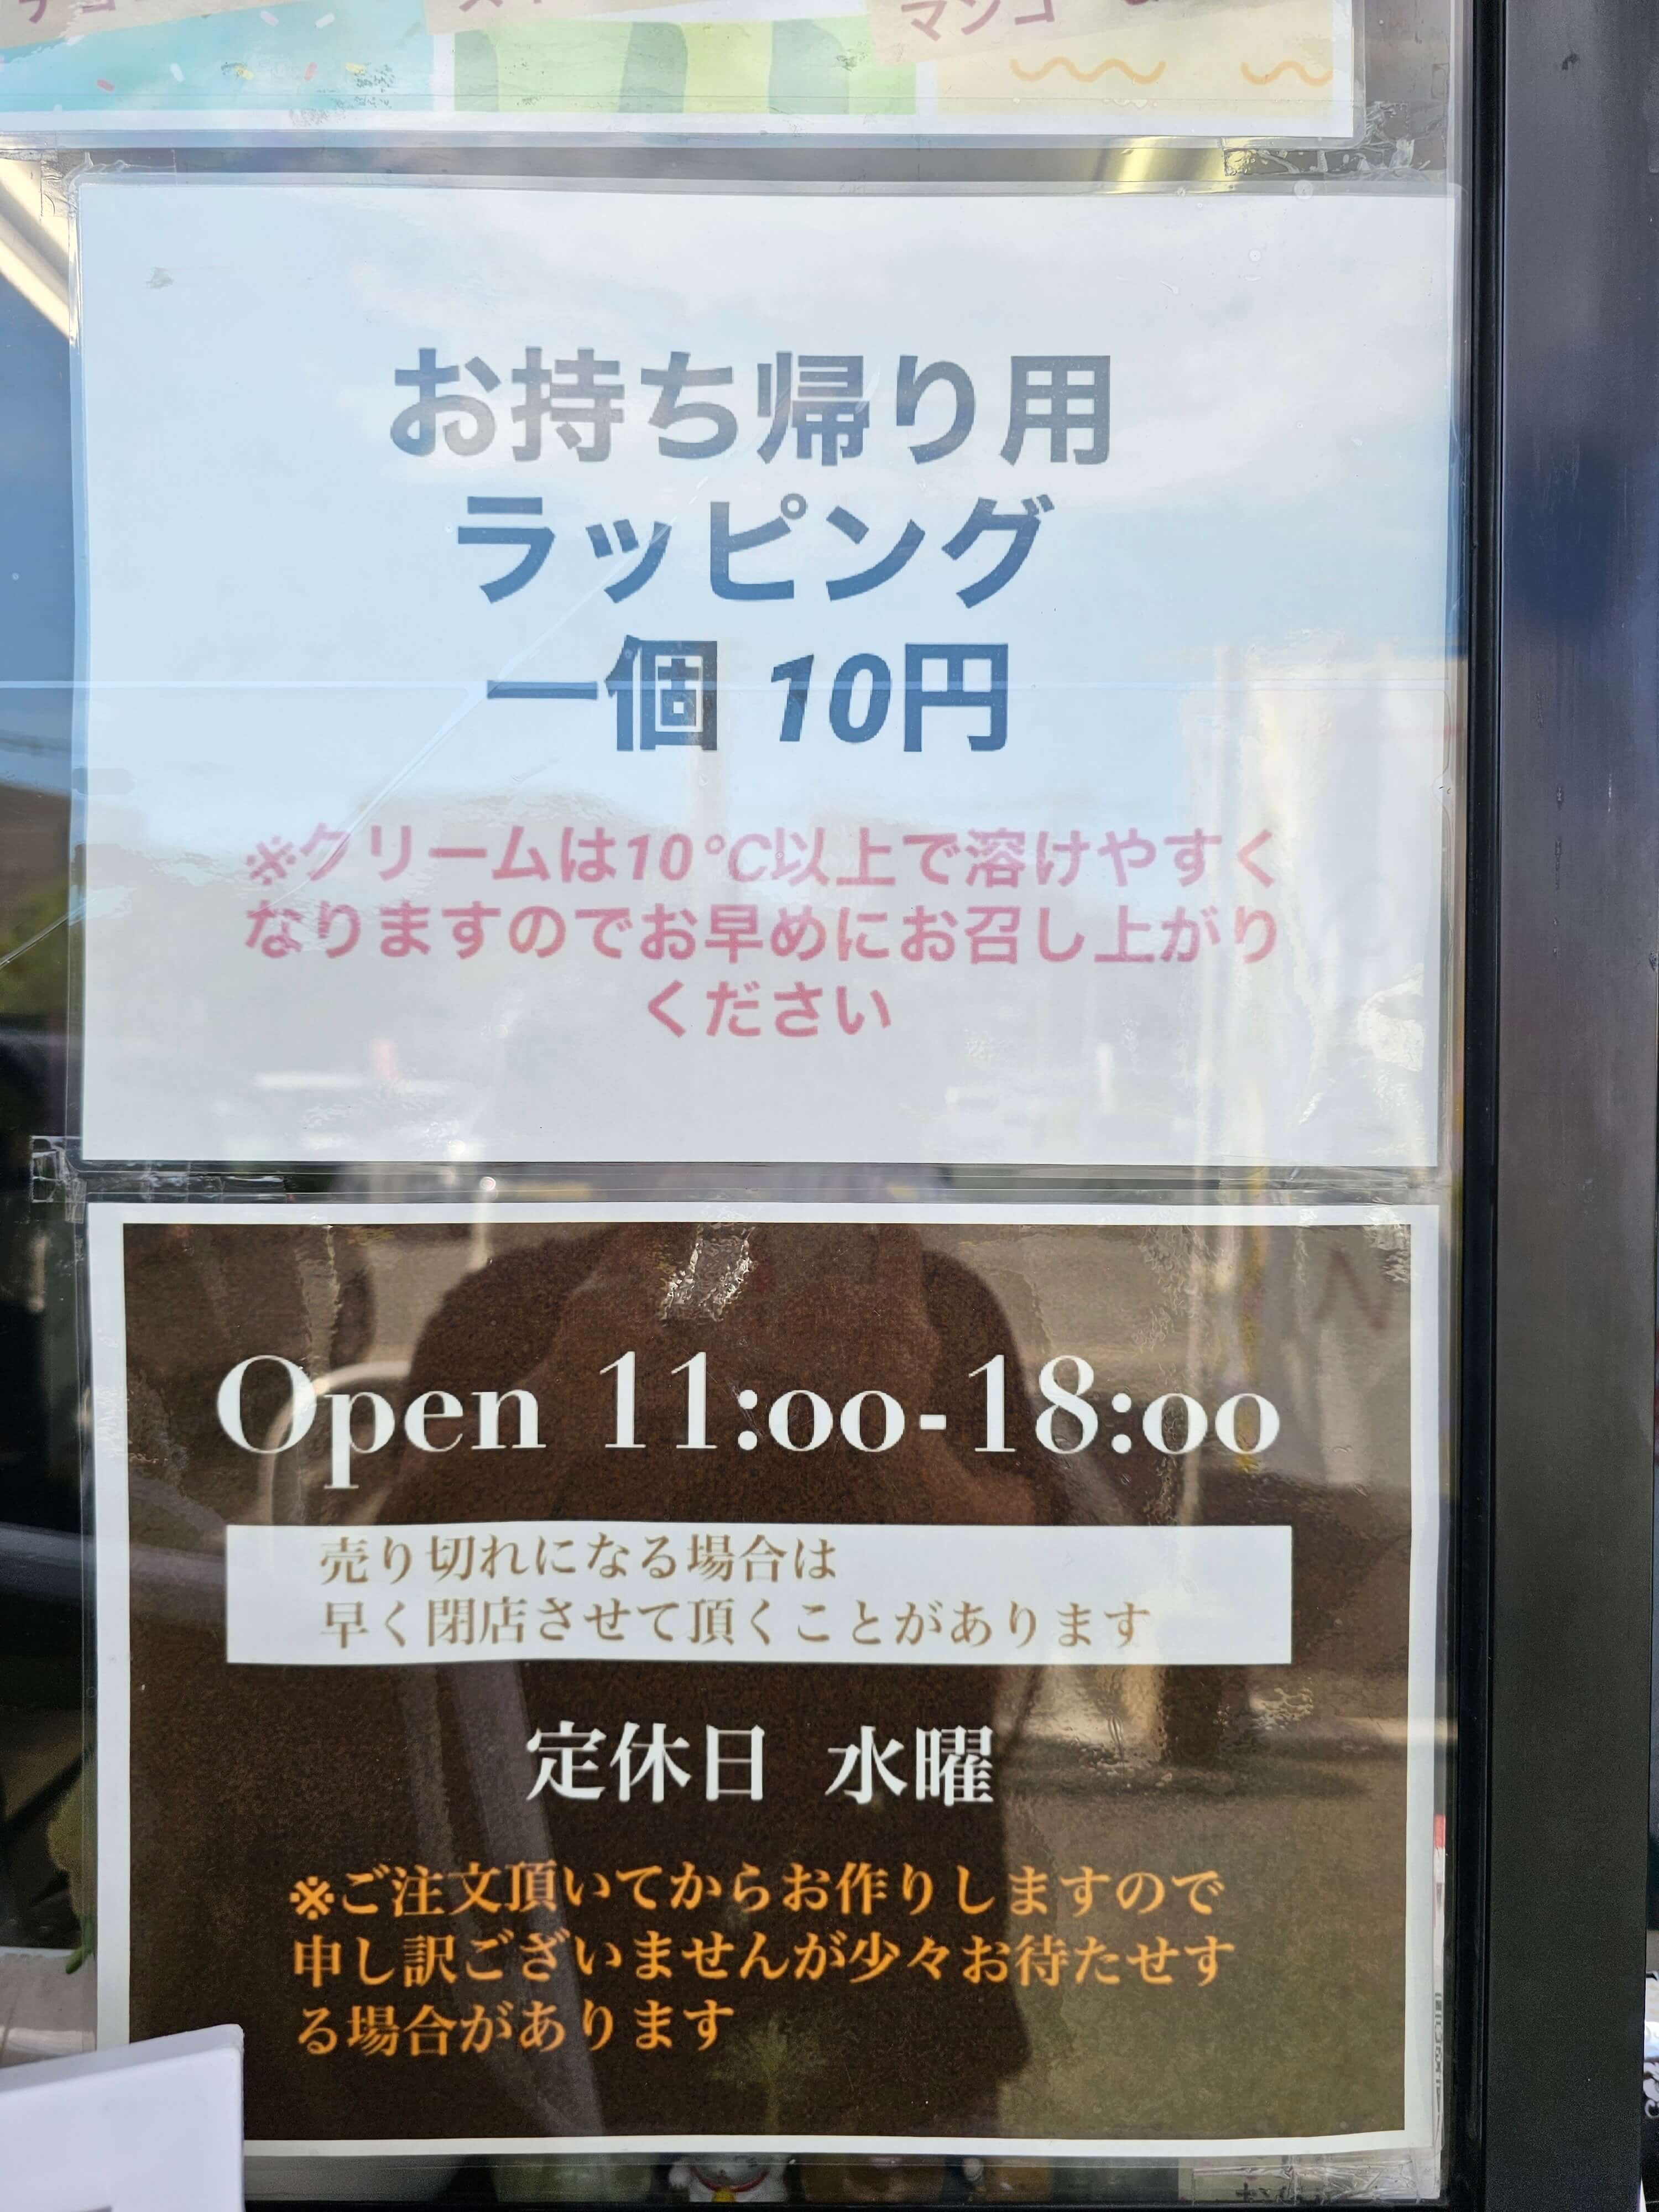 お持ち帰り用
ラッピング
一個 10円
※クリームは10℃以上で溶けやすく
なりますのでお早めにお召し上がり
ください
Open 11:00-18:00
売り切れになる場合は
早く閉店させて頂くことがあります
定休日 水曜
※ご注文頂いてからお作りしますので
申し訳ございませんが少々お待たせす
る場合があります